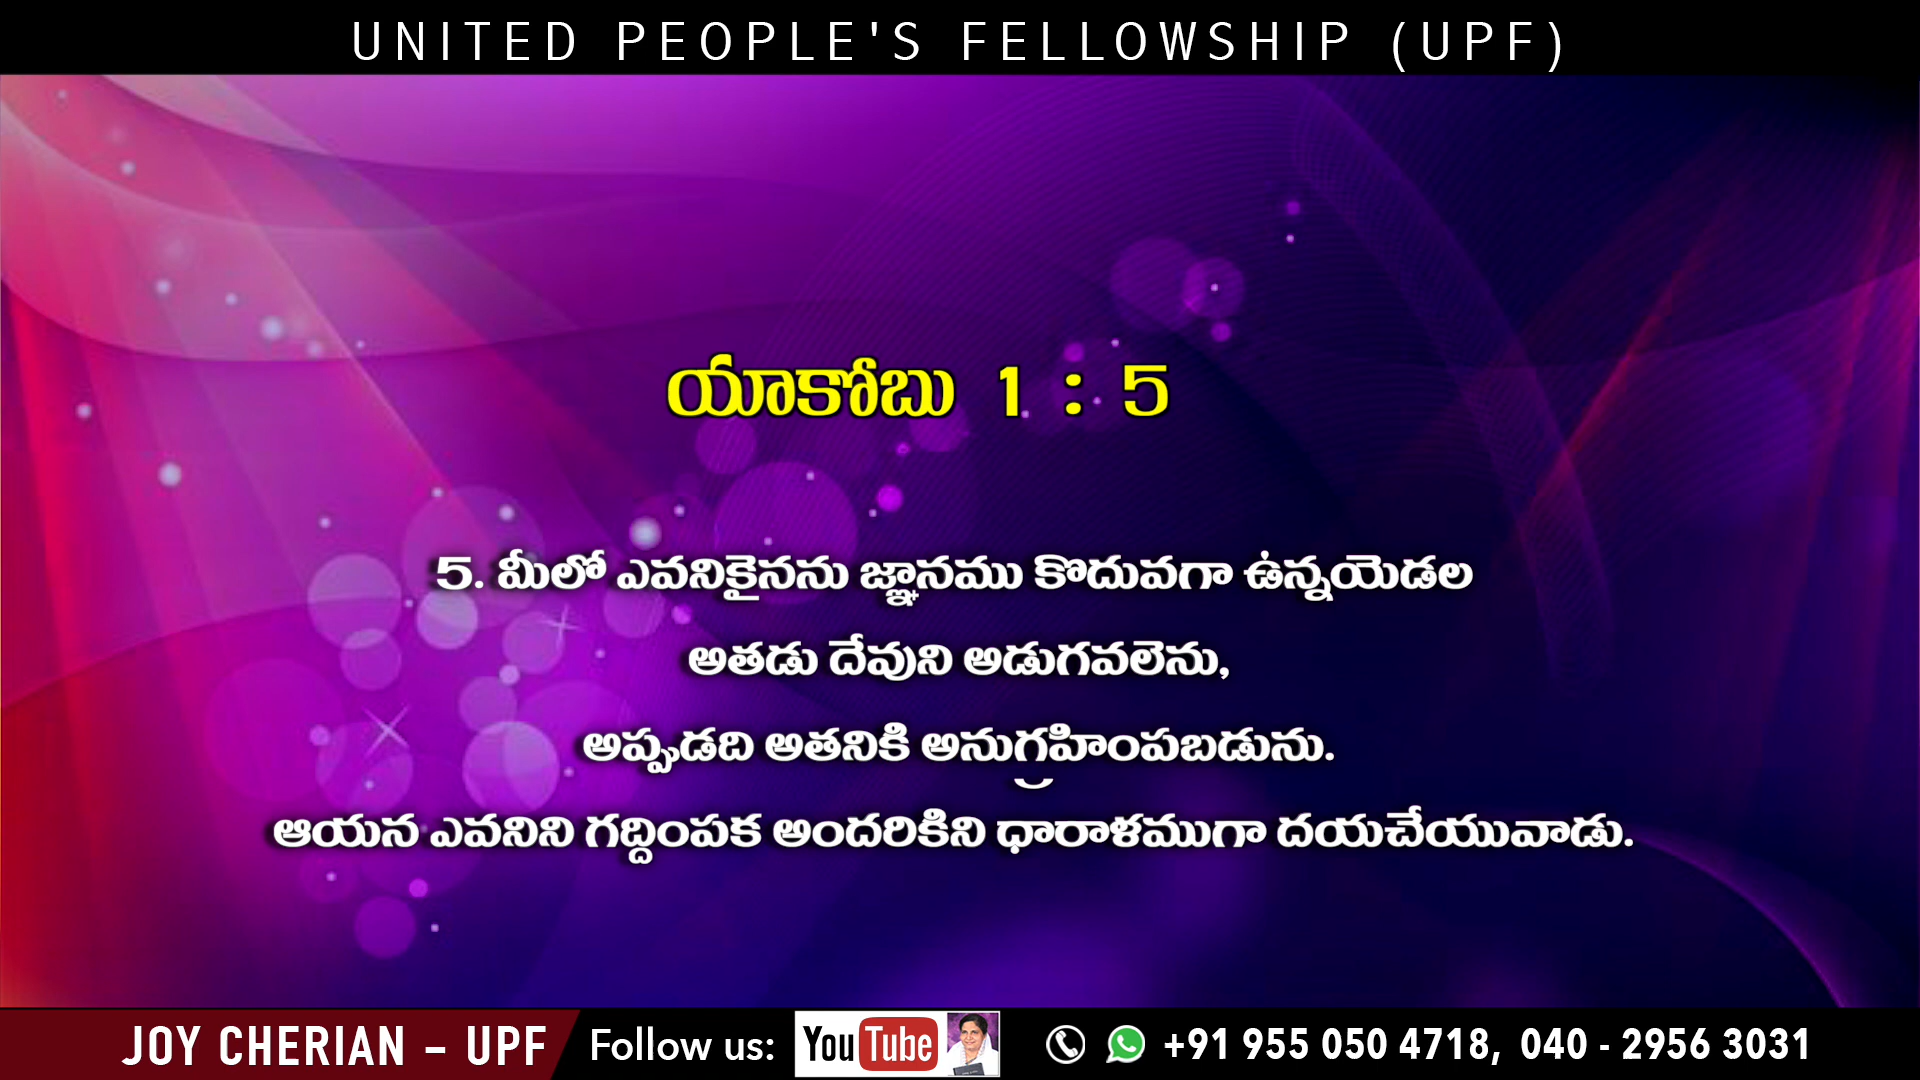 UNITED PEOPLE'S FELLOWSHIP (UPF)
యాకోబు 1 : 5
5. మీలో ఎవనికైనను జ్ఞానము కొదువగా ఉన్నయెడల
అతడు దేవుని అడుగవలెను,
అప్పుడది అతనికి అనుగ్రహింపబడును.
ఆయన ఎవనిని గద్దింపక అందరికిని ధారాళముగా దయచేయువాడు.
JOY CHERIAN – UPF Follow us: YouTube +91 955 050 4718, 040 - 2956 3031